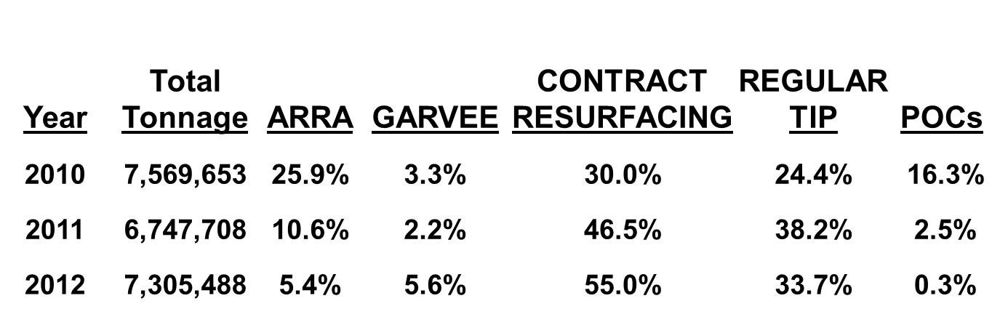 Total CONTRACT REGULAR
Year Tonnage ARRA GARVEE RESURFACING TIP POCs
2010 7,569,653 25.9% 3.3% 30.0% 24.4% 16.3%
2011 6,747,708 10.6% 2.2% 46.5% 38.2% 2.5%
2012 7,305,488 5.4% 5.6% 55.0% 33.7% 0.3%